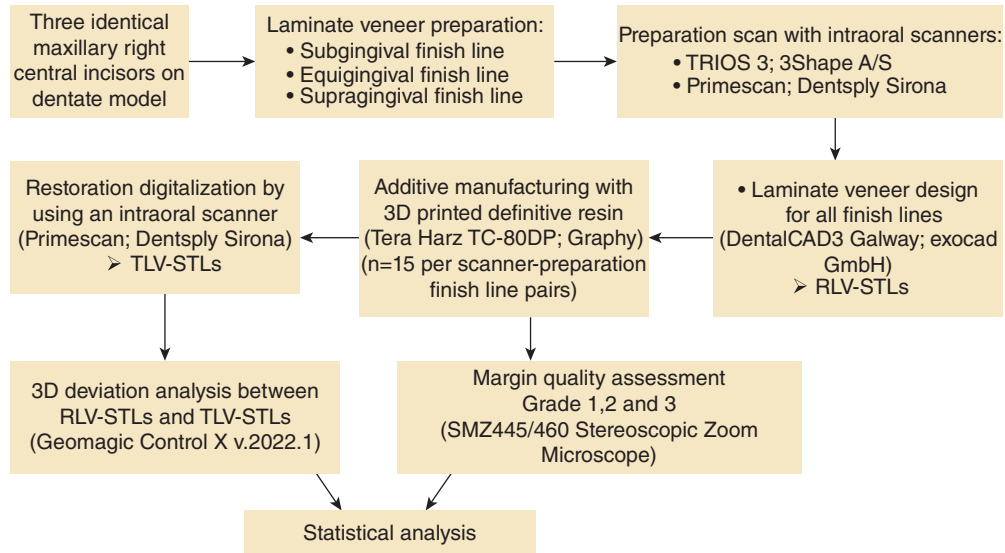 Three identical
maxillary right
central incisors on
dentate model
Laminate veneer preparation:
• Subgingival finish line
• Equigingival finish line
• Supragingival finish line
Preparation scan with intraoral scanners:
• TRIOS 3; 3Shape A/S
• Primescan; Dentsply Sirona
• Laminate veneer design
for all finish lines
(DentalCAD3 Galway; exocad
GmbH)
➢ RLV-STLs
Additive manufacturing with
3D printed definitive resin
(Tera Harz TC-80DP; Graphy)
(n=15 per scanner-preparation
finish line pairs)
Restoration digitalization by
using an intraoral scanner
(Primescan; Dentsply Sirona)
➢ TLV-STLs
3D deviation analysis between
RLV-STLs and TLV-STLs
(Geomagic Control X v.2022.1)
Margin quality assessment
Grade 1,2 and 3
(SMZ445/460 Stereoscopic Zoom
Microscope)
Statistical analysis